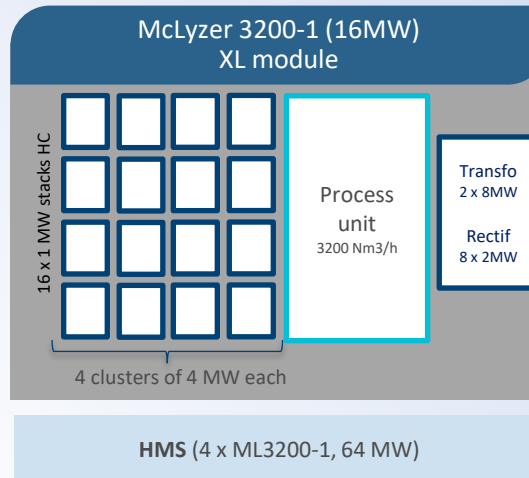 McLyzer 3200-1 (16MW)
XL module
16 x 1 MW stacks HC
Process
unit
3200 Nm3/h
Transfo
2 x 8MW
Rectif
8 x 2MW
4 clusters of 4 MW each
HMS (4 x ML3200-1, 64 MW)